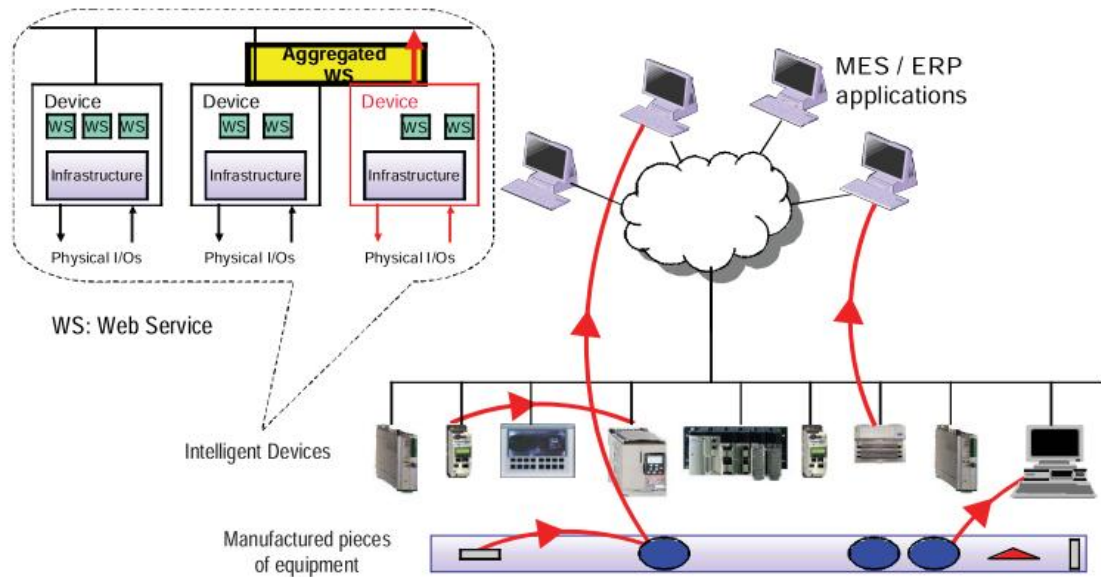 Aggregated
WS
Device
WS WS WS
Infrastructure
Physical I/Os
Device
WS WS
Infrastructure
Physical I/Os
Device
WS WS
Infrastructure
Physical I/Os
WS: Web Service
MES / ERP
applications
Intelligent Devices
Manufactured pieces
of equipment